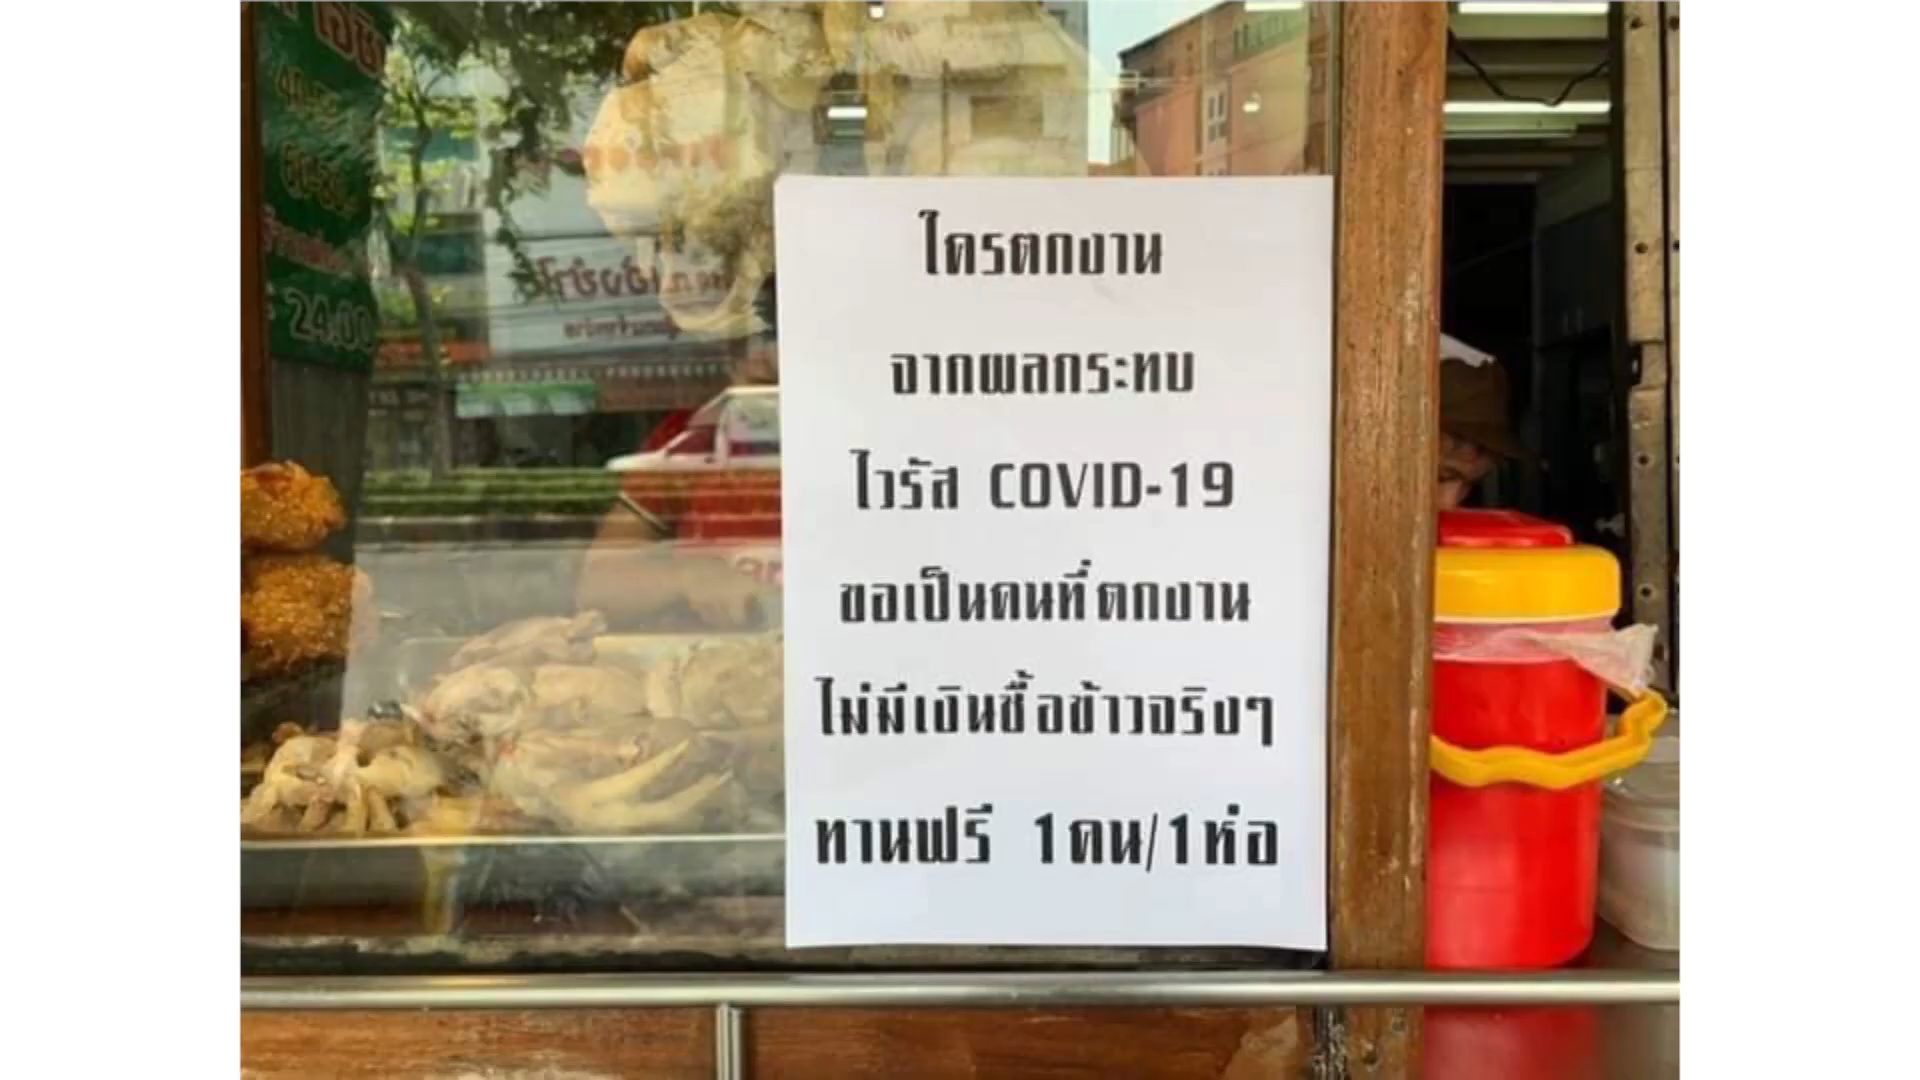 24.00
ใครตกงาน
จากผลกระทบ
ไวรัส COVID-19
ขอเป็นคนที่ตกงาน
ไม่มีเงินซื้อข้าวจริงๆ
ทานฟรี 1คน/1ห่อ